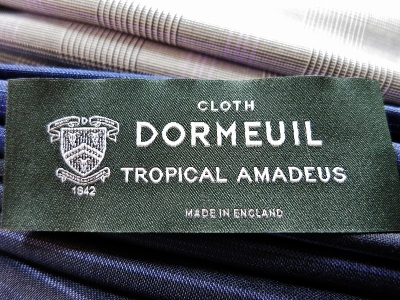 CLOTH
DORMEUIL
TROPICAL AMADEUS
1842
MADE IN ENGLAND